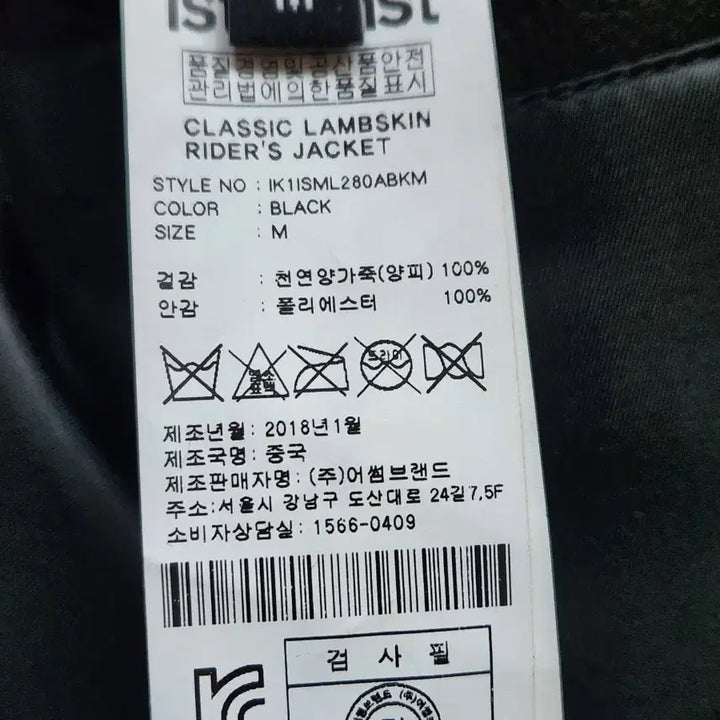 품질경영및공산품안전
관리법에의한품질표시
CLASSIC LAMBSKIN
RIDER'S JACKET
STYLE NO : IK1ISML280ABKM
COLOR : BLACK
SIZE : M
겉감 : 천연양가죽(양피) 100%
안감 : 폴리에스터 100%
염소 드라이
표백
제조년월: 2018년1월
제조국명: 중국
제조판매자명: (주)어썸브랜드
주소:서울시 강남구 도산대로 24길7,5F
소비자상담실: 1566-0409
검 사 필